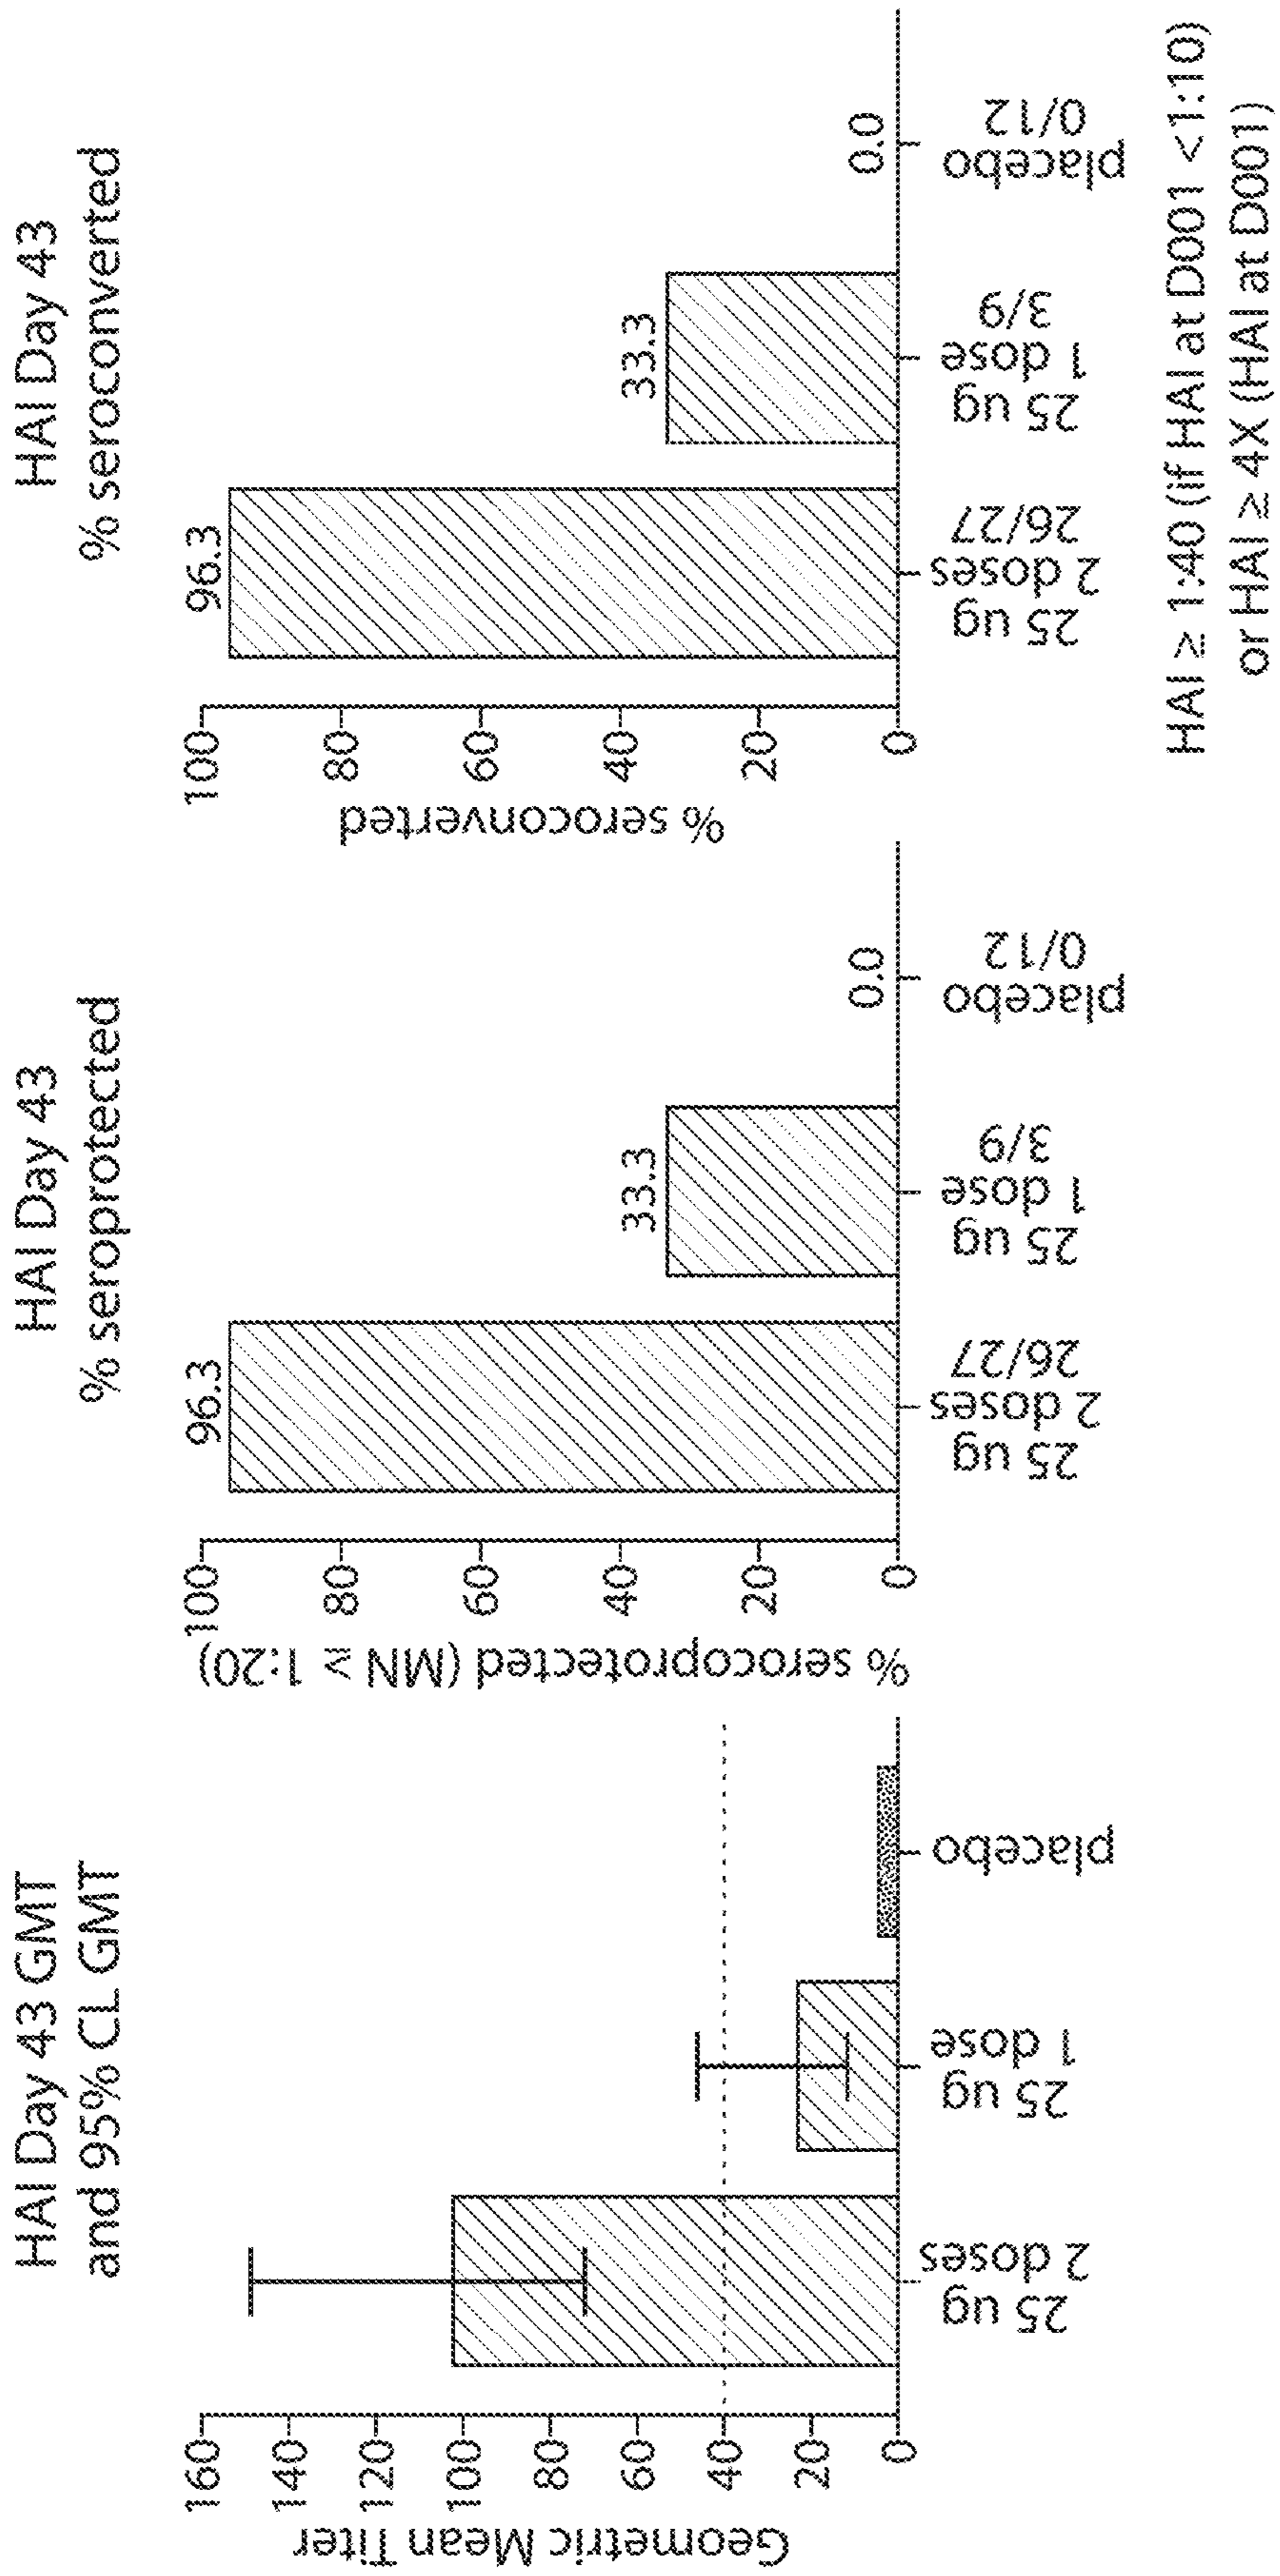 HAI Day 43 GMT
and 95% CL GMT
Geometric Mean Titer
160
140
120
100
80
60
40
20
0
25 ug
2 doses
25 ug
1 dose
placebo
HAI Day 43
% seroprotected
% serocoprotected (MN ≥ 1:20)
100
80
60
40
20
0
96.3
33.3
0.0
25 ug
2 doses
26/27
25 ug
1 dose
3/9
placebo
0/12
HAI Day 43
% seroconverted
% seroconverted
100
80
60
40
20
0
96.3
33.3
0.0
25 ug
2 doses
26/27
25 ug
1 dose
3/9
placebo
0/12
HAI ≥ 1:40 (if HAI at D001 <1:10)
or HAI ≥ 4X (HAI at D001)